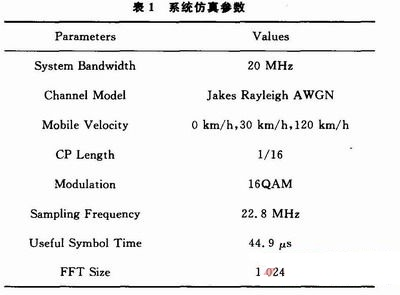 表 1 系统仿真参数
Parameters Values
System Bandwidth 20 MHz
Channel Model Jakes Rayleigh AWGN
Mobile Velocity 0 km/h,30 km/h,120 km/h
CP Length 1/16
Modulation 16QAM
Sampling Frequency 22.8 MHz
Useful Symbol Time 44.9 μs
FFT Size 1 024